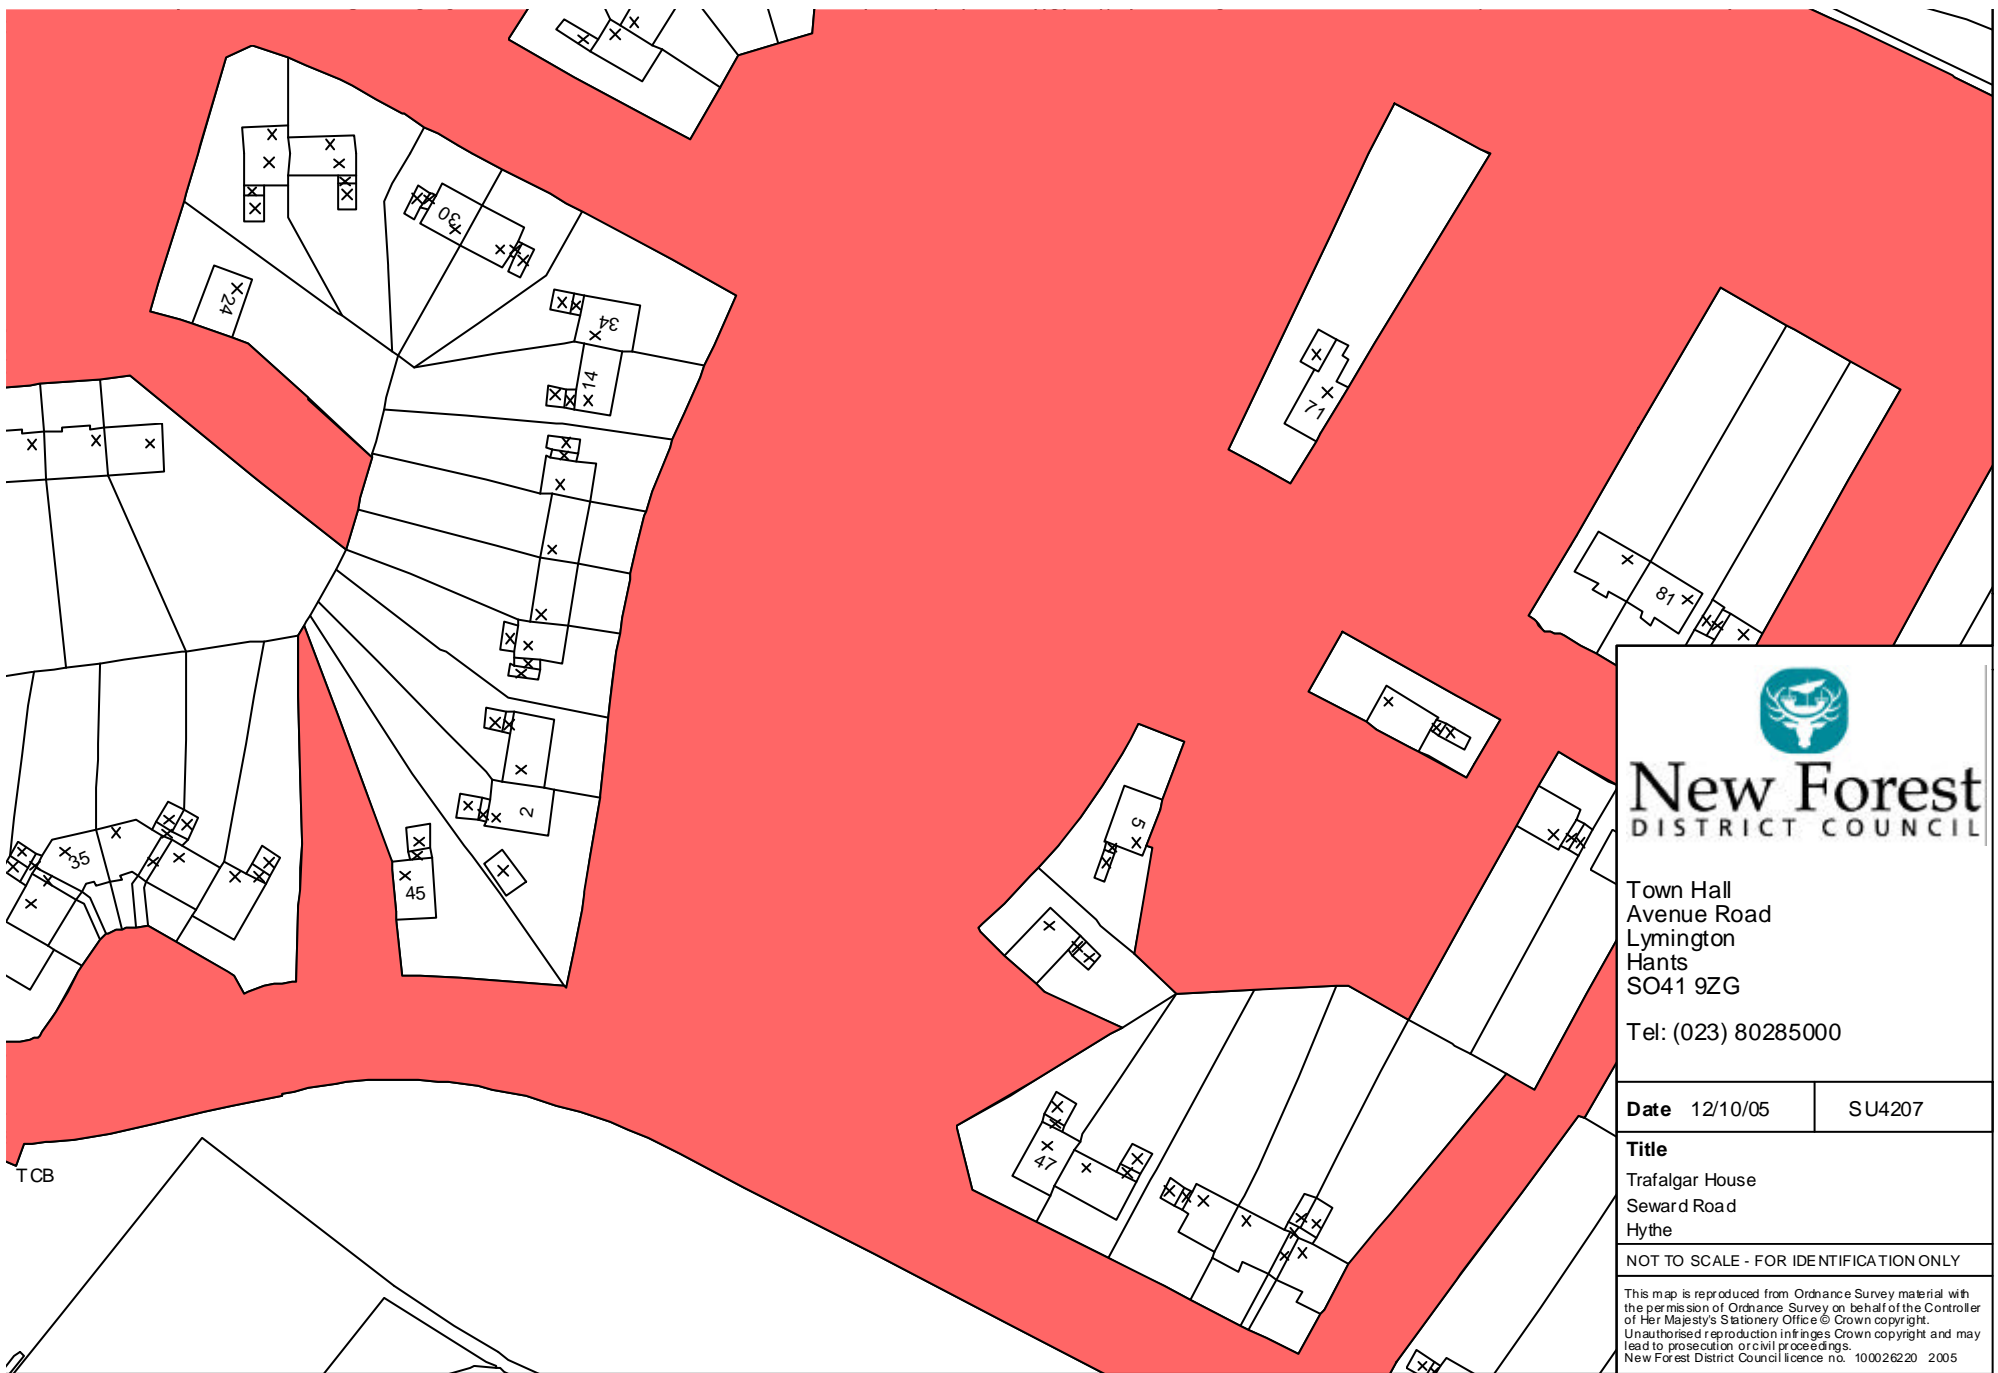 30
24
34
14
71
81
5
2
35
45
47
TCB
New Forest
DISTRICT COUNCIL
Town Hall
Avenue Road
Lymington
Hants
SO41 9ZG
Tel: (023) 80285000
Date 12/10/05 SU4207
Title
Trafalgar House
Seward Road
Hythe
NOT TO SCALE - FOR IDENTIFICATION ONLY
This map is reproduced from Ordnance Survey material with
the permission of Ordnance Survey on behalf of the Controller
of Her Majesty's Stationery Office © Crown copyright.
Unauthorised reproduction infringes Crown copyright and may
lead to prosecution or civil proceedings.
New Forest District Council licence no. 100026220 2005